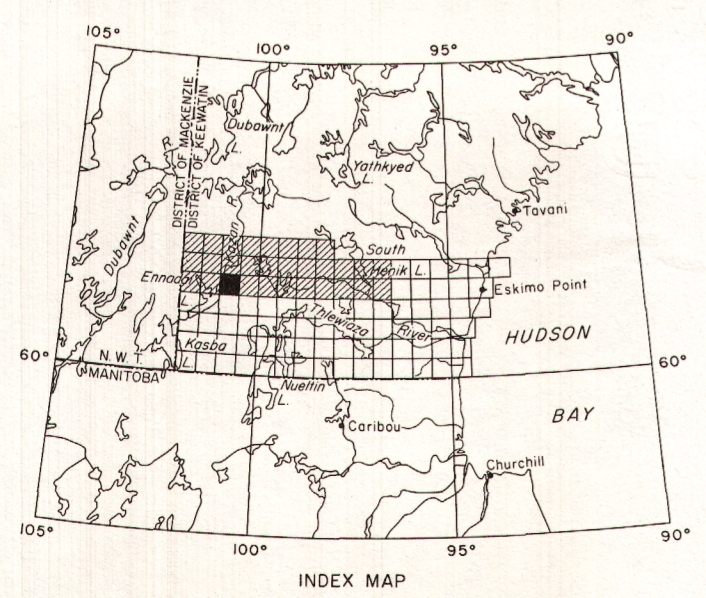 105°
100°
95°
90°
DISTRICT OF MACKENZIE
DISTRICT OF KEEWATIN
Dubawnt
L.
R.
Yathkyed
L.
Dubawnt
Kazan R.
Tavani
South
Henik L.
Ennadai
L.
Eskimo Point
Thlewiaza
River
HUDSON
Kasba
L.
60°
N. W. T.
MANITOBA
60°
Nueltin
L.
BAY
Caribou
Churchill
105°
100°
95°
90°
INDEX MAP